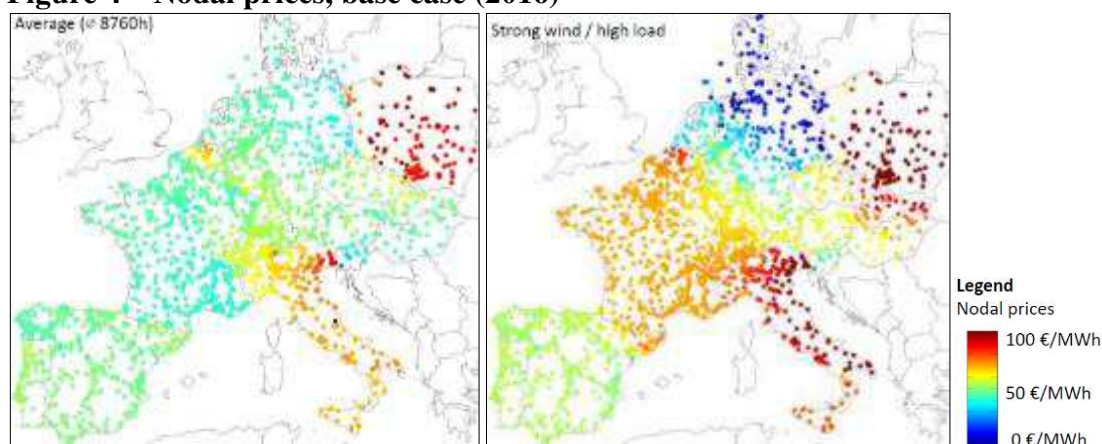 Figure 4 – Nodal prices, base case (2016)
Average (⌀ 8760h)
Strong wind / high load
Legend
Nodal prices
100 €/MWh
50 €/MWh
0 €/MWh